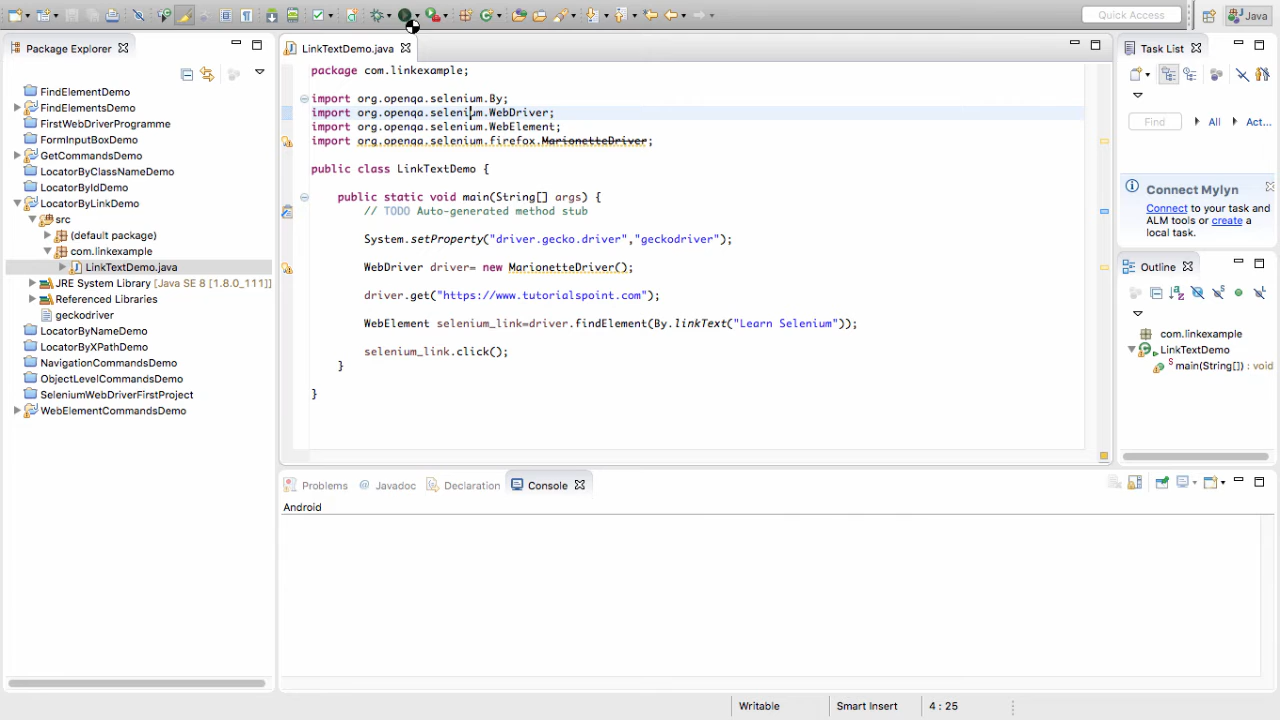 Quick Access
Java
Package Explorer
FindElementDemo
FindElementsDemo
FirstWebDriverProgramme
FormInputBoxDemo
GetCommandsDemo
LocatorByClassNameDemo
LocatorByIdDemo
LocatorByLinkDemo
src
(default package)
com.linkexample
LinkTextDemo.java
JRE System Library [Java SE 8 [1.8.0_111]]
Referenced Libraries
geckodriver
LocatorByNameDemo
LocatorByXPathDemo
NavigationCommandsDemo
ObjectLevelCommandsDemo
SeleniumWebDriverFirstProject
WebElementCommandsDemo
LinkTextDemo.java
package com.linkexample;
import org.openqa.selenium.By;
import org.openqa.selenium.WebDriver;
import org.openqa.selenium.WebElement;
import org.openqa.selenium.firefox.MarionetteDriver;
public class LinkTextDemo {
public static void main(String[] args) {
// TODO Auto-generated method stub
System.setProperty("driver.gecko.driver","geckodriver");
WebDriver driver= new MarionetteDriver();
driver.get("https://www.tutorialspoint.com");
WebElement selenium_link=driver.findElement(By.linkText("Learn Selenium"));
selenium_link.click();
}
}
Task List
Find
All
Act...
Connect Mylyn
Connect to your task and
ALM tools or create a
local task.
Outline
com.linkexample
LinkTextDemo
main(String[]) : void
Problems
Javadoc
Declaration
Console
Android
Writable
Smart Insert
4 : 25